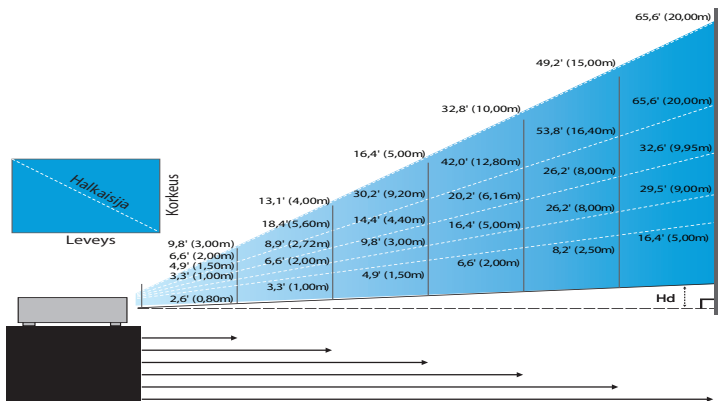 65,6' (20,00m)
49,2' (15,00m)
32,8' (10,00m)
65,6' (20,00m)
53,8' (16,40m)
16,4' (5,00m)
42,0' (12,80m)
32,6' (9,95m)
26,2' (8,00m)
Halkaisija
Korkeus
13,1' (4,00m)
30,2' (9,20m)
20,2' (6,16m)
29,5' (9,00m)
26,2' (8,00m)
18,4'(5,60m)
14,4' (4,40m)
16,4' (5,00m)
Leveys
9,8' (3,00m)
8,9' (2,72m)
9,8' (3,00m)
16,4' (5,00m)
6,6' (2,00m)
6,6' (2,00m)
8,2' (2,50m)
4,9' (1,50m)
6,6' (2,00m)
3,3' (1,00m)
4,9' (1,50m)
3,3' (1,00m)
2,6' (0,80m)
Hd